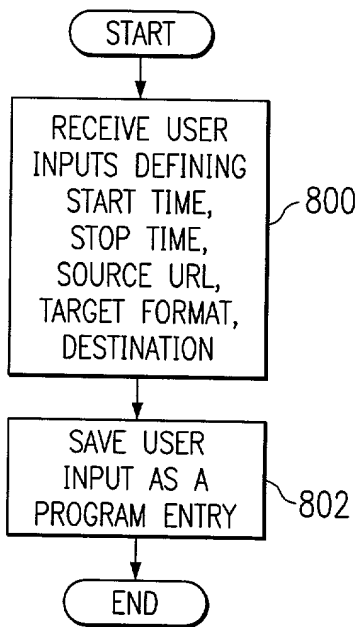 START
RECEIVE USER
INPUTS DEFINING
START TIME,
STOP TIME,
SOURCE URL,
TARGET FORMAT,
DESTINATION
800
SAVE USER
INPUT AS A
PROGRAM ENTRY
802
END